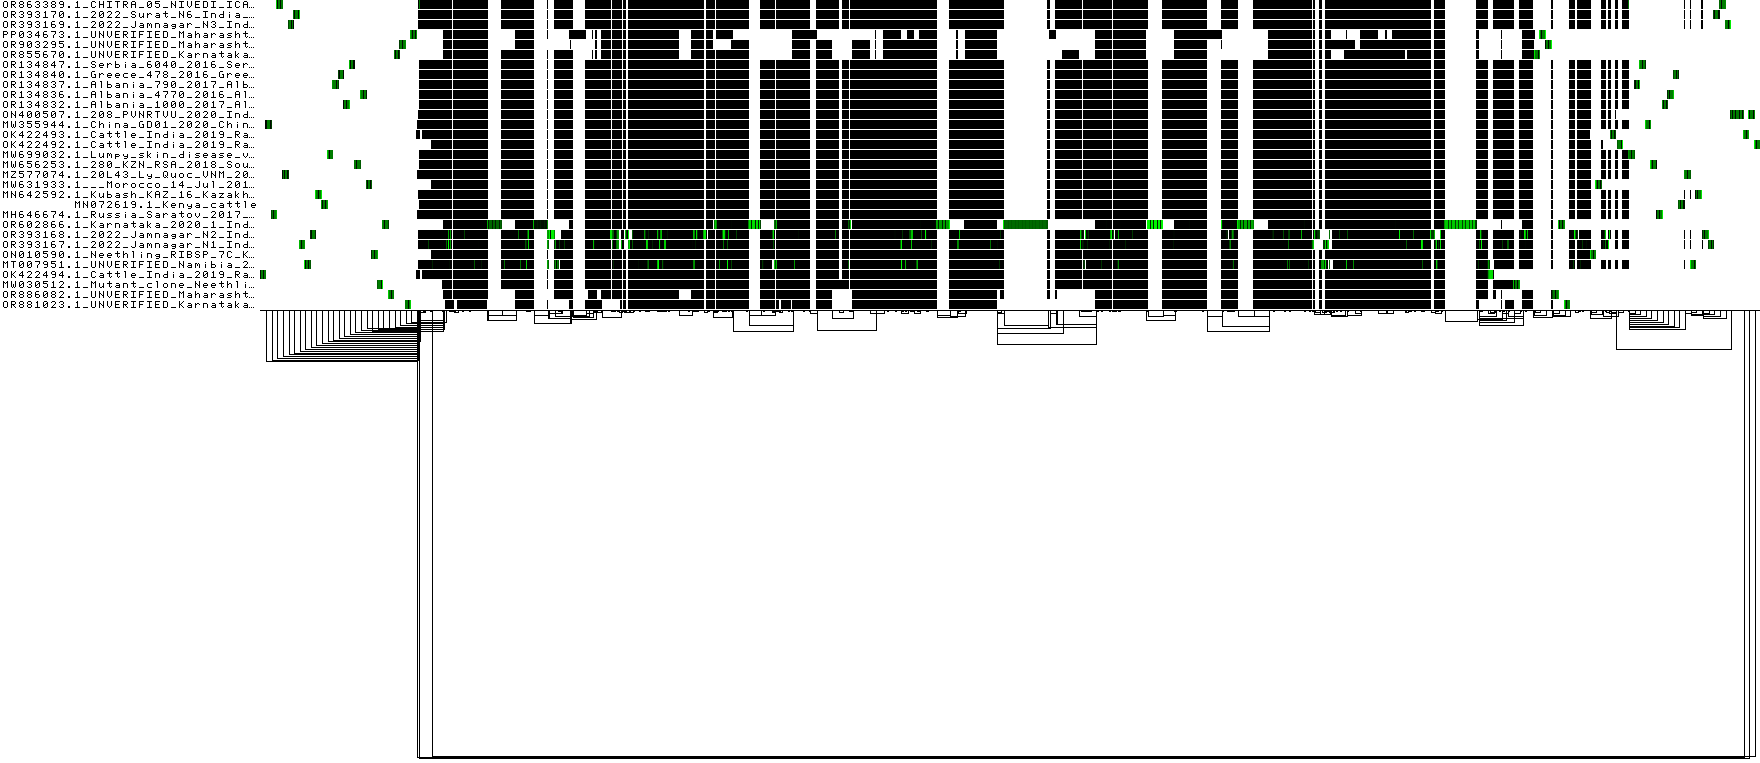 OR863389.1_CHITRA_05_NIVEDI_ICA…
OR393170.1_2022_Surat_N6_India_…
OR393169.1_2022_Jamnagar_N3_Ind…
PP034673.1_UNVERIFIED_Maharasht…
OR903295.1_UNVERIFIED_Maharasht…
OR855670.1_UNVERIFIED_Karnataka…
OR134847.1_Serbia_6040_2016_Ser…
OR134840.1_Greece_478_2016_Gree…
OR134837.1_Albania_790_2017_Alb…
OR134836.1_Albania_4770_2016_Al…
OR134832.1_Albania_1000_2017_Al…
ON400507.1_208_PVNRTVU_2020_Ind…
MW355944.1_China_GD01_2020_Chin…
OK422493.1_Cattle_India_2019_Ra…
OK422492.1_Cattle_India_2019_Ra…
MW699032.1_Lumpy_skin_disease_v…
MW656253.1_280_KZN_RSA_2018_Sou…
MZ577074.1_20L43_Ly_Quoc_VNM_20…
MW631933.1___Morocco_14_Jul_201…
MN642592.1_Kubash_KAZ_16_Kazakh…
MN072619.1_Kenya_cattle
MH646674.1_Russia_Saratov_2017_…
OR602866.1_Karnataka_2020_1_Ind…
OR393168.1_2022_Jamnagar_N2_Ind…
OR393167.1_2022_Jamnagar_N1_Ind…
ON010590.1_Neethling_RIBSP_7C_K…
MT007951.1_UNVERIFIED_Namibia_2…
OK422494.1_Cattle_India_2019_Ra…
MW030512.1_Mutant_clone_Neethli…
OR886082.1_UNVERIFIED_Maharasht…
OR881023.1_UNVERIFIED_Karnataka…